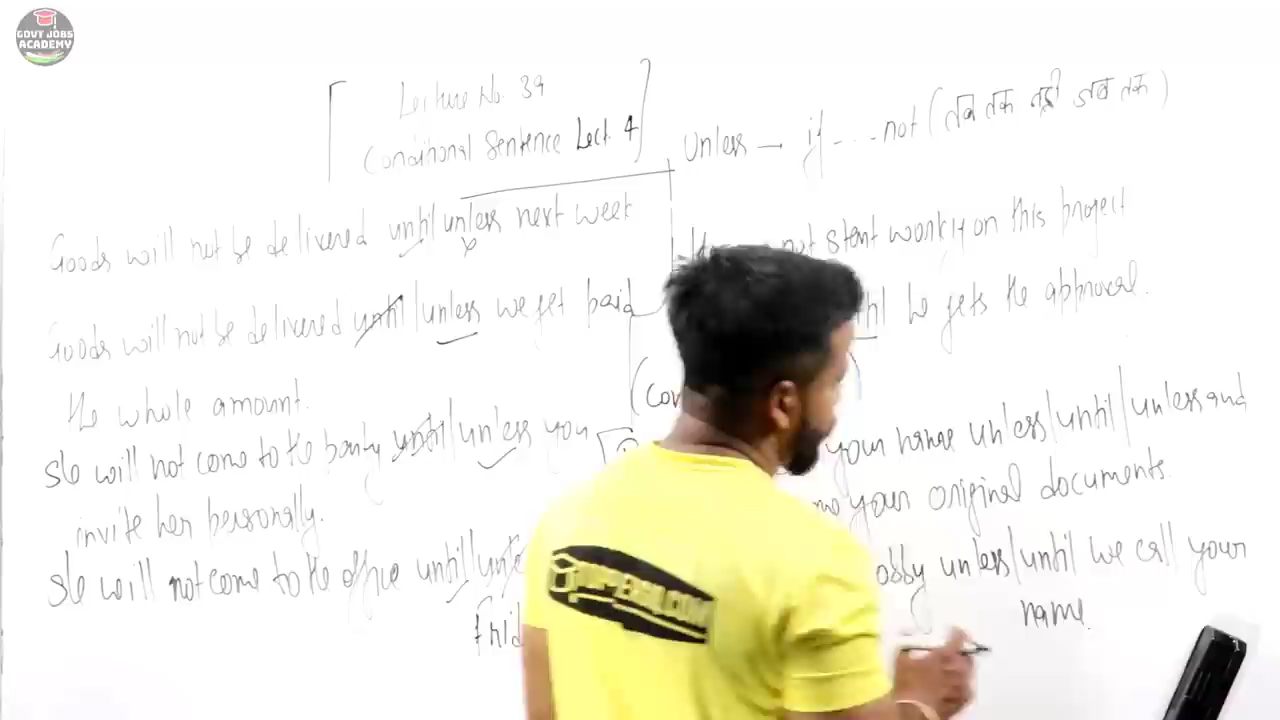 GOVT JOBS
ACADEMY
Lecture No. 39
Conditional Sentence Lect. 4
Goods will not be delivered until/unless next week
Goods will not be delivered until/unless we get paid
the whole amount.
She will not come to the party until/unless you
invite her personally.
She will not come to the office until/unless
Unless → if ... not (तब तक नहीं जब तक)
not start working on this project
he gets the approval.
your name unless/until/unless and
your original documents.
unless/until we call your
name.